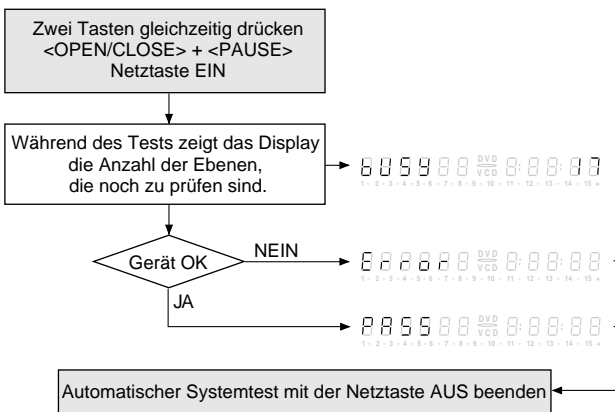 Zwei Tasten gleichzeitig drücken
<OPEN/CLOSE> + <PAUSE>
Netztaste EIN
Während des Tests zeigt das Display
die Anzahl der Ebenen,
die noch zu prüfen sind.
bUSY DVD VCD 17
1 - 2 - 3 - 4 - 5 - 6 - 7 - 8 - 9 - 10 - 11 - 12 - 13 - 14 - 15 +
Gerät OK
NEIN
Error DVD VCD
1 - 2 - 3 - 4 - 5 - 6 - 7 - 8 - 9 - 10 - 11 - 12 - 13 - 14 - 15 +
JA
PASS DVD VCD
1 - 2 - 3 - 4 - 5 - 6 - 7 - 8 - 9 - 10 - 11 - 12 - 13 - 14 - 15 +
Automatischer Systemtest mit der Netztaste AUS beenden